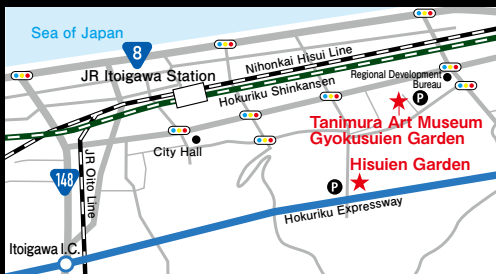 Sea of Japan
8
Nihonkai Hisui Line
JR Itoigawa Station
Hokuriku Shinkansen
Regional Development
Bureau
P
Tanimura Art Museum
Gyokusuien Garden
City Hall
JR Oito Line
Hisuien Garden
148
P
Hokuriku Expressway
Itoigawa I.C.